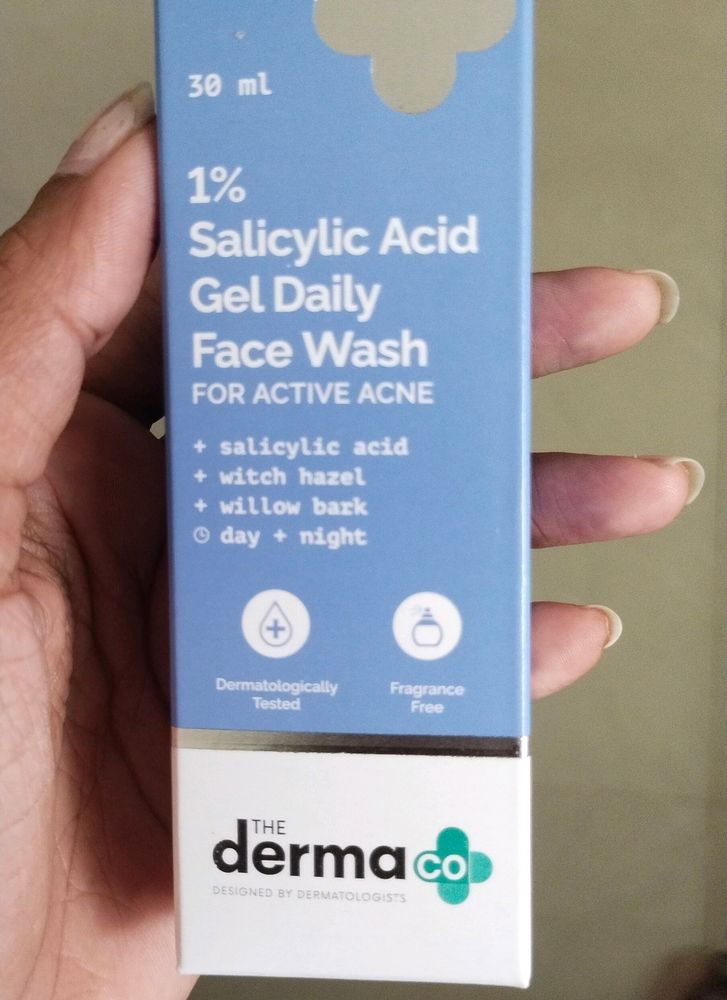 30 ml
1%
Salicylic Acid
Gel Daily
Face Wash
FOR ACTIVE ACNE
+ salicylic acid
+ witch hazel
+ willow bark
day + night
Dermatologically
Tested
Fragrance
Free
THE
derma co
DESIGNED BY DERMATOLOGISTS